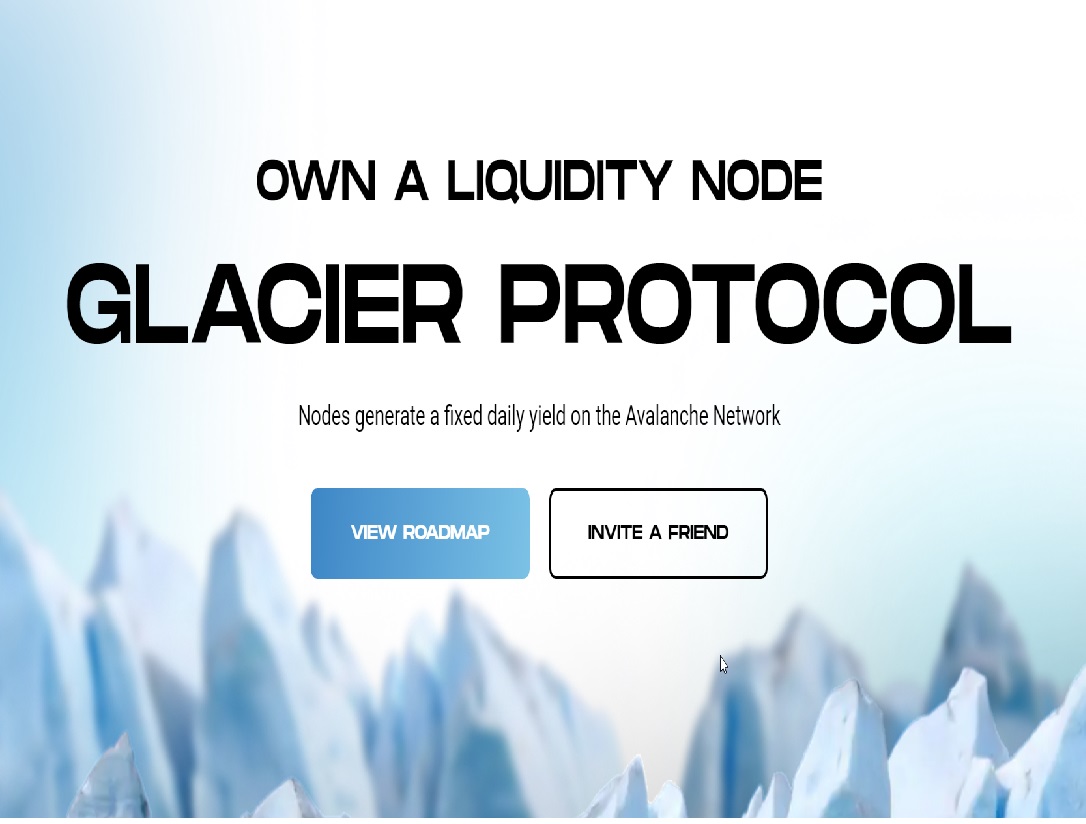 OWN A LIQUIDITY NODE
GLACIER PROTOCOL
Nodes generate a fixed daily yield on the Avalanche Network
VIEW ROADMAP
INVITE A FRIEND